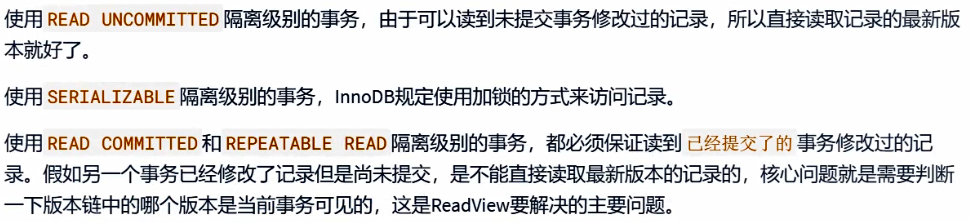 使用 READ UNCOMMITTED 隔离级别的事务，由于可以读到未提交事务修改过的记录，所以直接读取记录的最新版
本就好了。
使用 SERIALIZABLE 隔离级别的事务，InnoDB规定使用加锁的方式来访问记录。
使用 READ COMMITTED 和 REPEATABLE READ 隔离级别的事务，都必须保证读到 已经提交了的 事务修改过的记
录。假如另一个事务已经修改了记录但是尚未提交，是不能直接读取最新版本的记录的，核心问题就是需要判断
一下版本链中的哪个版本是当前事务可见的，这是ReadView要解决的主要问题。